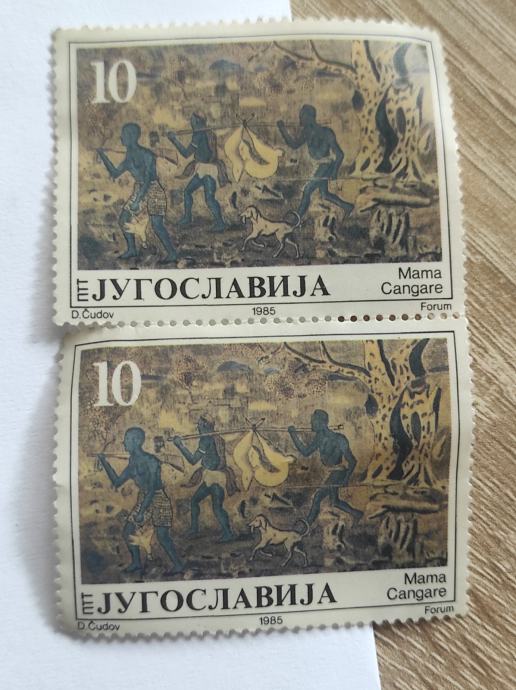 10
Mama
Cangare
ПТТ ЈУГОСЛАВИЈА
D.Čudov 1985 Forum
10
Mama
Cangare
ПТТ ЈУГОСЛАВИЈА
D.Čudov 1985 Forum